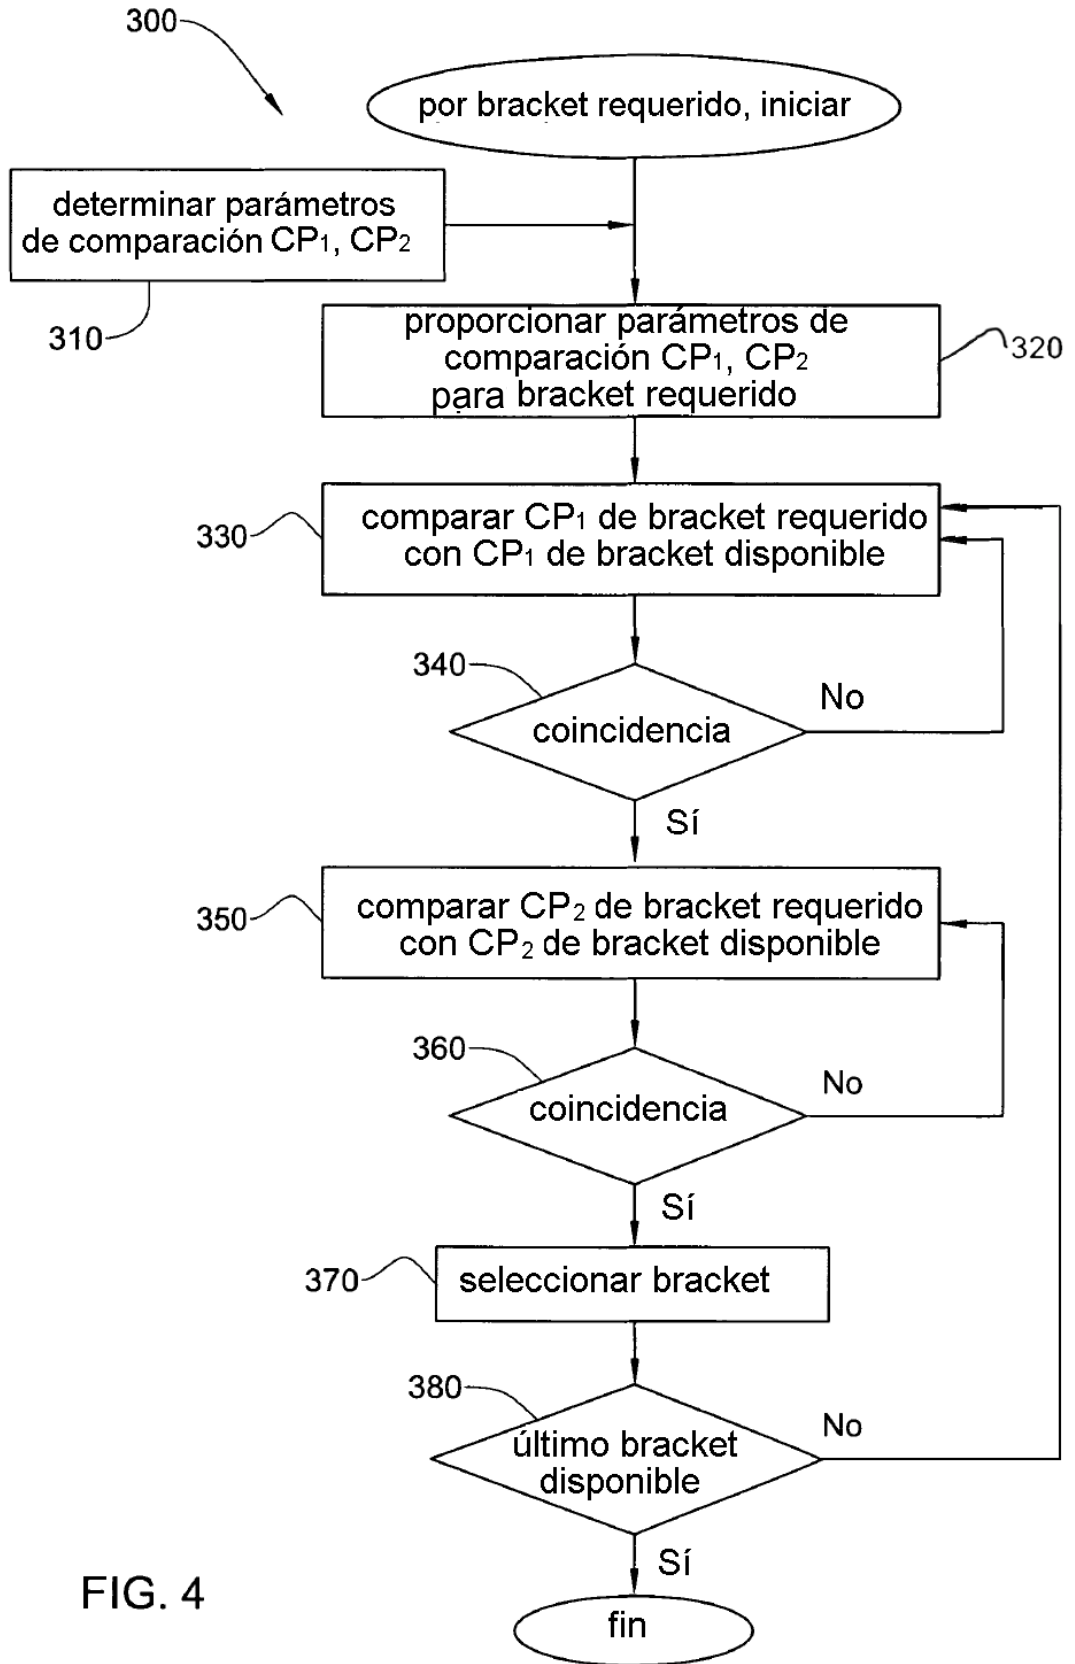 300
por bracket requerido, iniciar
determinar parámetros
de comparación CP₁, CP₂
310
proporcionar parámetros de
comparación CP₁, CP₂
para bracket requerido
320
330
comparar CP₁ de bracket requerido
con CP₁ de bracket disponible
340
coincidencia
No
Sí
350
comparar CP₂ de bracket requerido
con CP₂ de bracket disponible
360
coincidencia
No
Sí
370
seleccionar bracket
380
último bracket
disponible
No
Sí
fin
FIG. 4